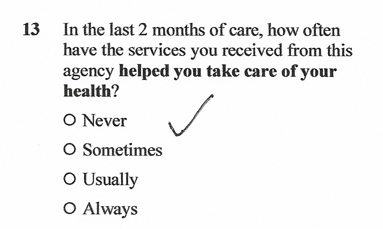 13 In the last 2 months of care, how often
have the services you received from this
agency helped you take care of your
health?
O Never
O Sometimes
O Usually
O Always